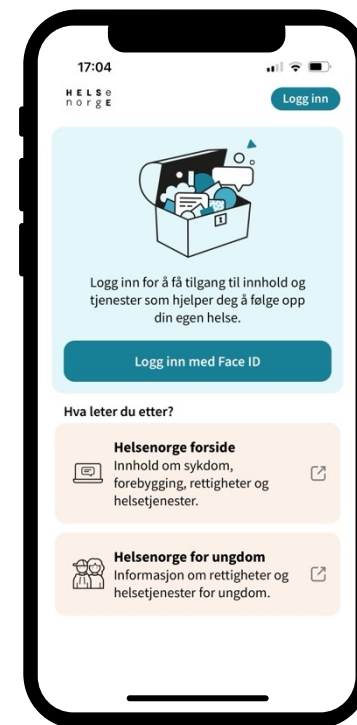 17:04
HELSe
norgE
Logg inn
Logg inn for å få tilgang til innhold og
tjenester som hjelper deg å følge opp
din egen helse.
Logg inn med Face ID
Hva leter du etter?
Helsenorge forside
Innhold om sykdom,
forebygging, rettigheter og
helsetjenester.
Helsenorge for ungdom
Informasjon om rettigheter og
helsetjenester for ungdom.